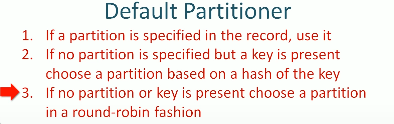 Default Partitioner
1. If a partition is specified in the record, use it
2. If no partition is specified but a key is present
choose a partition based on a hash of the key
3. If no partition or key is present choose a partition
in a round-robin fashion